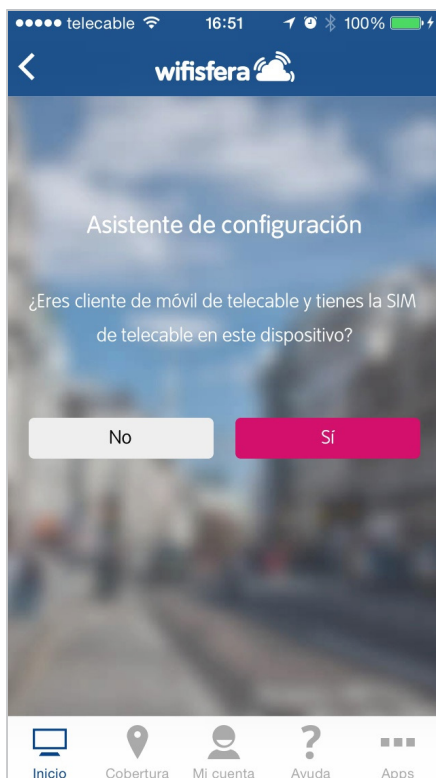 telecable 16:51 100%
wifisfera
Asistente de configuración
¿Eres cliente de móvil de telecable y tienes la SIM
de telecable en este dispositivo?
No Sí
Inicio Cobertura Mi cuenta Ayuda Apps